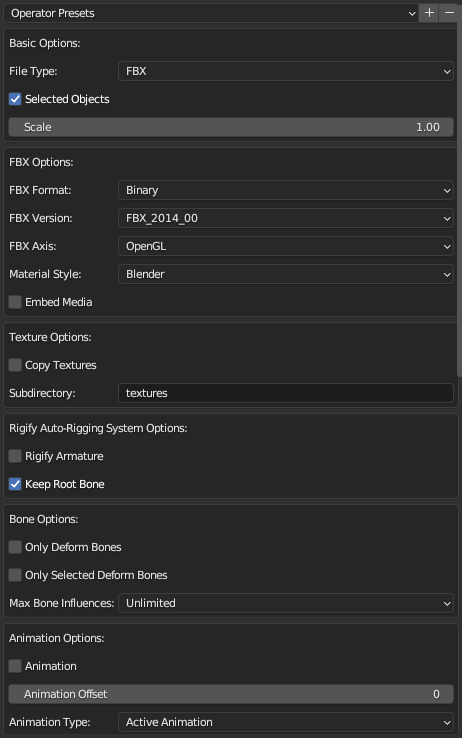 Operator Presets
Basic Options:
File Type: FBX
Selected Objects
Scale 1.00
FBX Options:
FBX Format: Binary
FBX Version: FBX_2014_00
FBX Axis: OpenGL
Material Style: Blender
Embed Media
Texture Options:
Copy Textures
Subdirectory: textures
Rigify Auto-Rigging System Options:
Rigify Armature
Keep Root Bone
Bone Options:
Only Deform Bones
Only Selected Deform Bones
Max Bone Influences: Unlimited
Animation Options:
Animation
Animation Offset 0
Animation Type: Active Animation